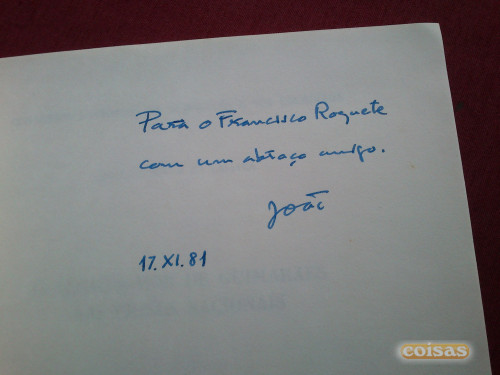 Para o Francisco Roquete
com um abraço amigo.
João
17.XI.81
coisas